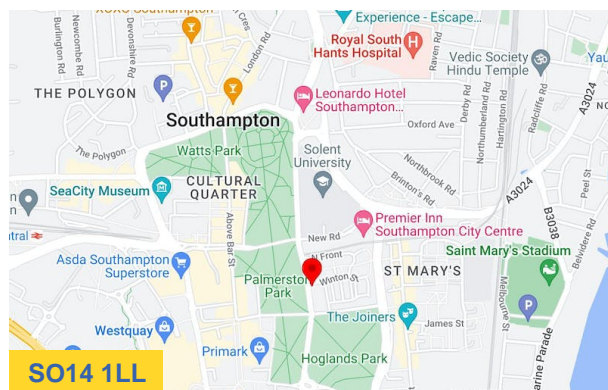 XOXO Southampton
Experience - Escape...
Burlington Rd
Newcombe Rd
Devonshire Rd
London Rd
Royal South
Hants Hospital
Raven Rd
Vedic Society
Hindu Temple
THE POLYGON
Leonardo Hotel
Southampton...
Derby Rd
Northumberland Rd
Hartington Rd
Radcliffe Rd
A3024
Southampton
Oxford Ave
Watts Park
Solent
University
The Polygon
Northbrook Rd
Peel St
SeaCity Museum
CULTURAL
QUARTER
Brinton's Rd
A3024
B3038
Belvidere Rd
Above Bar St
Premier Inn
Southampton City Centre
New Rd
Asda Southampton
Superstore
N Front
Saint Mary's Stadium
Palmerston
Park
Winton St
ST MARY'S
Melbourne St
The Joiners
James St
Westquay
Primark
Hoglands Park
Marine Parade
SO14 1LL